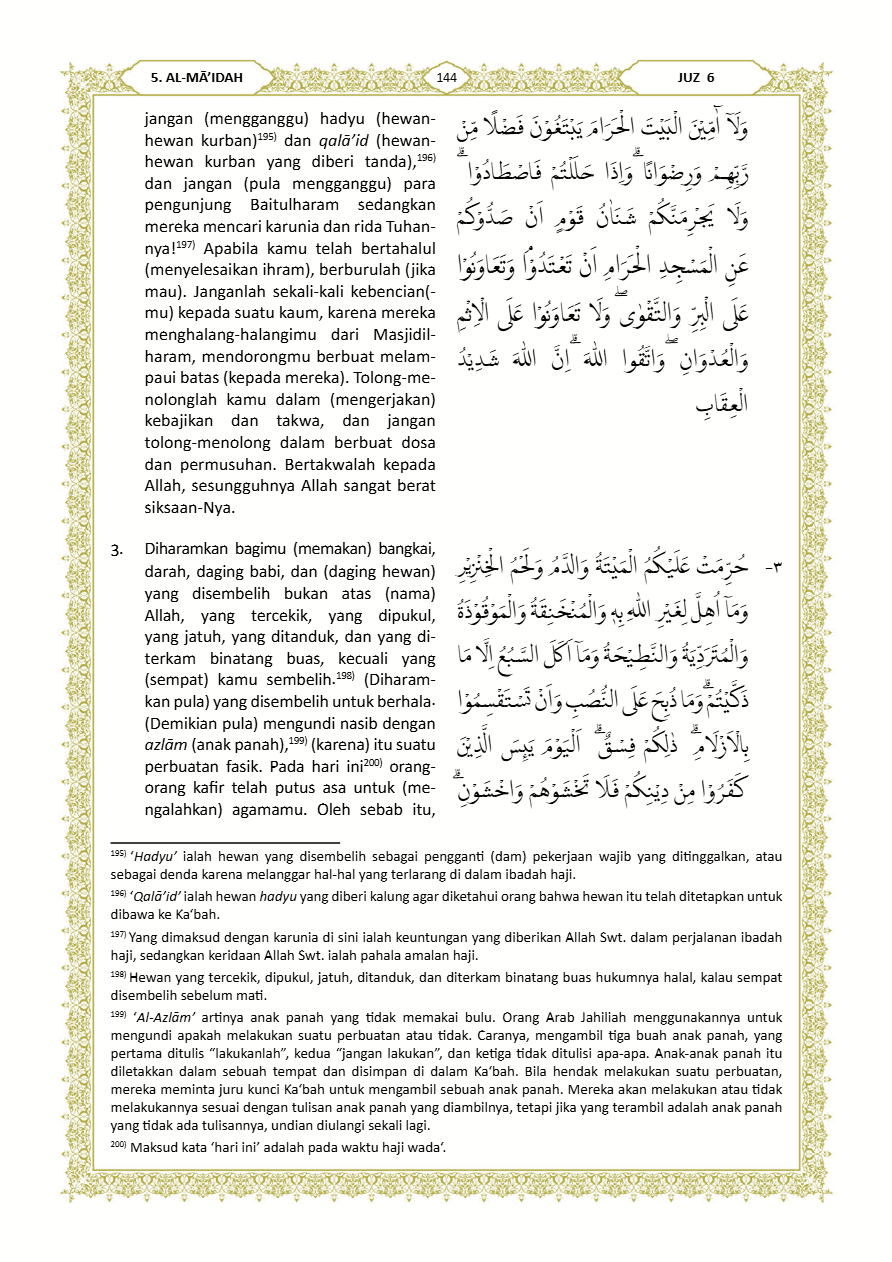 5. AL-MĀ’IDAH
144
JUZ 6
jangan (mengganggu) hadyu (hewan-
hewan kurban)195) dan qalā’id (hewan-
hewan kurban yang diberi tanda),196)
dan jangan (pula mengganggu) para
pengunjung Baitulharam sedangkan
mereka mencari karunia dan rida Tuhan-
nya!197) Apabila kamu telah bertahalul
(menyelesaikan ihram), berburulah (jika
mau). Janganlah sekali-kali kebencian(-
mu) kepada suatu kaum, karena mereka
menghalang-halangimu dari Masjidil-
haram, mendorongmu berbuat melam-
paui batas (kepada mereka). Tolong-me-
nolonglah kamu dalam (mengerjakan)
kebajikan dan takwa, dan jangan
tolong-menolong dalam berbuat dosa
dan permusuhan. Bertakwalah kepada
Allah, sesungguhnya Allah sangat berat
siksaan-Nya.
وَلَآ اٰۤمِّيْنَ الْبَيْتَ الْحَرَامَ يَبْتَغُوْنَ فَضْلًا مِّنْ
رَّبِّهِمْ وَرِضْوَانًا ۗوَاِذَا حَلَلْتُمْ فَاصْطَادُوْا ۗ
وَلَا يَجْرِمَنَّكُمْ شَنَاٰنُ قَوْمٍ اَنْ صَدُّوْكُمْ
عَنِ الْمَسْجِدِ الْحَرَامِ اَنْ تَعْتَدُوْۘا وَتَعَاوَنُوْا
عَلَى الْبِرِّ وَالتَّقْوٰىۖ وَلَا تَعَاوَنُوْا عَلَى الْاِثْمِ
وَالْعُدْوَانِ ۖوَاتَّقُوا اللّٰهَ ۗاِنَّ اللّٰهَ شَدِيْدُ
الْعِقَابِ
3. Diharamkan bagimu (memakan) bangkai,
darah, daging babi, dan (daging hewan)
yang disembelih bukan atas (nama)
Allah, yang tercekik, yang dipukul,
yang jatuh, yang ditanduk, dan yang di-
terkam binatang buas, kecuali yang
(sempat) kamu sembelih.198) (Diharam-
kan pula) yang disembelih untuk berhala.
(Demikian pula) mengundi nasib dengan
azlām (anak panah),199) (karena) itu suatu
perbuatan fasik. Pada hari ini200) orang-
orang kafir telah putus asa untuk (me-
ngalahkan) agamamu. Oleh sebab itu,
٣- حُرِّمَتْ عَلَيْكُمُ الْمَيْتَةُ وَالدَّمُ وَلَحْمُ الْخِنْزِيْرِ
وَمَآ اُهِلَّ لِغَيْرِ اللّٰهِ بِهٖ وَالْمُنْخَنِقَةُ وَالْمَوْقُوْذَةُ
وَالْمُتَرَدِّيَةُ وَالنَّطِيْحَةُ وَمَآ اَكَلَ السَّبُعُ اِلَّا مَا
ذَكَّيْتُمْۗ وَمَا ذُبِحَ عَلَى النُّصُبِ وَاَنْ تَسْتَقْسِمُوْا
بِالْاَزْلَامِۗ ذٰلِكُمْ فِسْقٌۗ اَلْيَوْمَ يَىِٕسَ الَّذِيْنَ
كَفَرُوْا مِنْ دِيْنِكُمْ فَلَا تَخْشَوْهُمْ وَاخْشَوْنِۗ
195) ‘Hadyu’ ialah hewan yang disembelih sebagai pengganti (dam) pekerjaan wajib yang ditinggalkan, atau
sebagai denda karena melanggar hal-hal yang terlarang di dalam ibadah haji.
196) ‘Qalā’id’ ialah hewan hadyu yang diberi kalung agar diketahui orang bahwa hewan itu telah ditetapkan untuk
dibawa ke Ka‘bah.
197) Yang dimaksud dengan karunia di sini ialah keuntungan yang diberikan Allah Swt. dalam perjalanan ibadah
haji, sedangkan keridaan Allah Swt. ialah pahala amalan haji.
198) Hewan yang tercekik, dipukul, jatuh, ditanduk, dan diterkam binatang buas hukumnya halal, kalau sempat
disembelih sebelum mati.
199) ‘Al-Azlām’ artinya anak panah yang tidak memakai bulu. Orang Arab Jahiliah menggunakannya untuk
mengundi apakah melakukan suatu perbuatan atau tidak. Caranya, mengambil tiga buah anak panah, yang
pertama ditulis “lakukanlah”, kedua “jangan lakukan”, dan ketiga tidak ditulisi apa-apa. Anak-anak panah itu
diletakkan dalam sebuah tempat dan disimpan di dalam Ka‘bah. Bila hendak melakukan suatu perbuatan,
mereka meminta juru kunci Ka‘bah untuk mengambil sebuah anak panah. Mereka akan melakukan atau tidak
melakukannya sesuai dengan tulisan anak panah yang diambilnya, tetapi jika yang terambil adalah anak panah
yang tidak ada tulisannya, undian diulangi sekali lagi.
200) Maksud kata ‘hari ini’ adalah pada waktu haji wada‘.